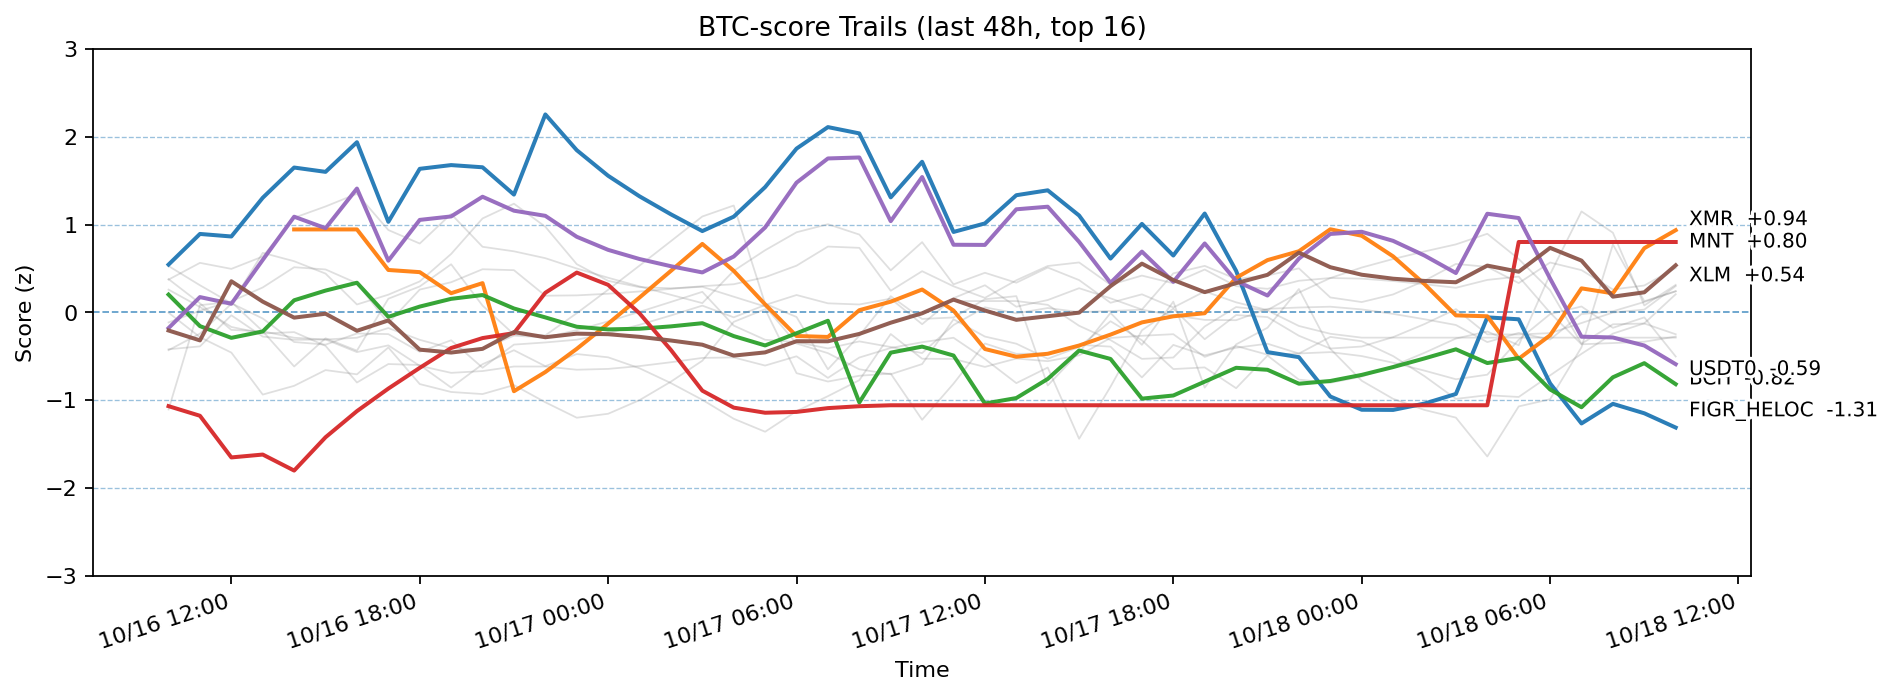 BTC-score Trails (last 48h, top 16)
Score (z)
3
2
1
0
−1
−2
−3
XMR +0.94
MNT +0.80
XLM +0.54
USDT0 -0.59
BCH -0.82
FIGR_HELOC -1.31
10/16 12:00
10/16 18:00
10/17 00:00
10/17 06:00
10/17 12:00
10/17 18:00
10/18 00:00
10/18 06:00
10/18 12:00
Time